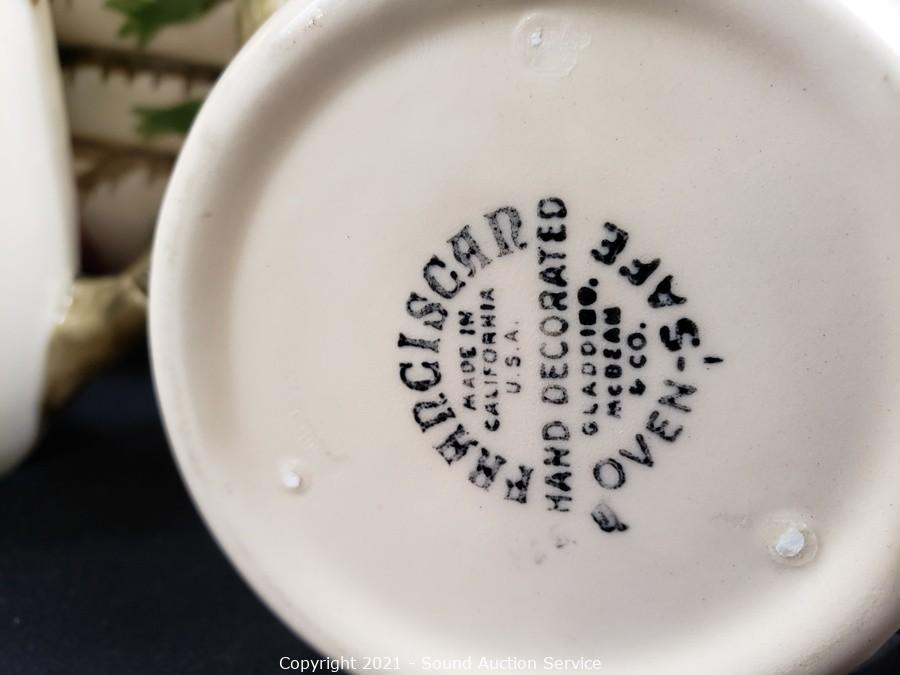 FRANCISCAN
MADE IN
CALIFORNIA
U.S.A.
HAND DECORATED
GLADDING,
McBEAN
& CO.
OVEN-SAFE
Copyright 2021 - Sound Auction Service